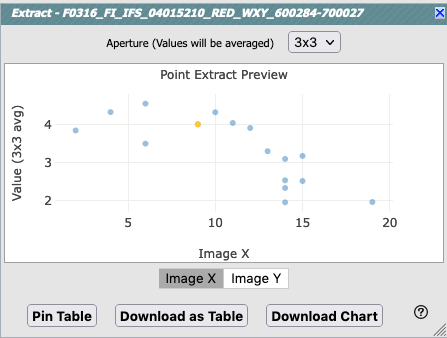 Extract - F0316_FI_IFS_04015210_RED_WXY_600284-700027
Aperture (Values will be averaged) 3x3
Point Extract Preview
Value (3x3 avg)
4
3
2
5 10 15 20
Image X
Image X Image Y
Pin Table Download as Table Download Chart ?